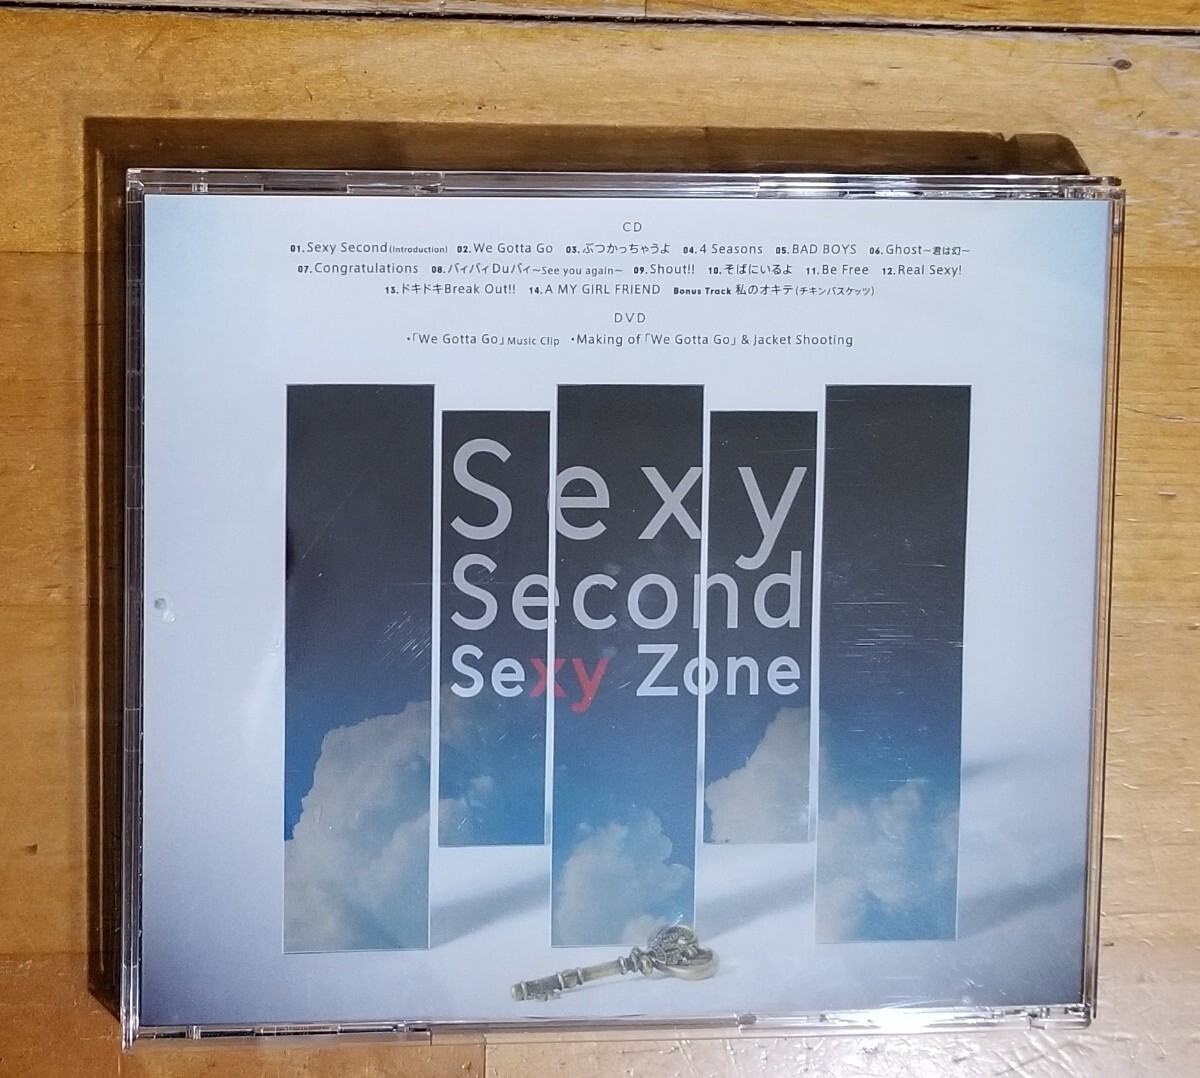 CD
01.Sexy Second(Introduction) 02.We Gotta Go 03.ぶつかっちゃうよ 04.4 Seasons 05.BAD BOYS 06.Ghost~君は幻~
07.Congratulations 08.バィバィDuバィ~See you again~ 09.Shout!! 10.そばにいるよ 11.Be Free 12.Real Sexy!
13.ドキドキBreak Out!! 14.A MY GIRL FRIEND Bonus Track 私のオキテ(チキンバスケッツ)
DVD
・「We Gotta Go」Music Clip ・Making of「We Gotta Go」& Jacket Shooting
Sexy
Second
Sexy Zone